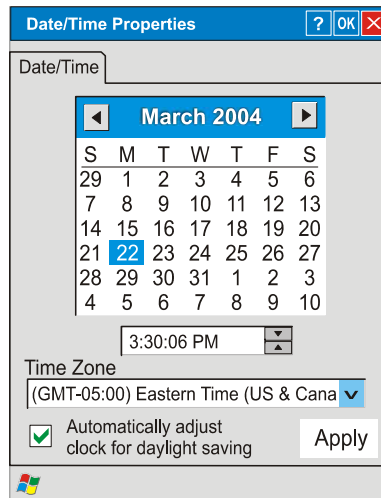 Date/Time Properties ? OK X
Date/Time
March 2004
S M T W T F S
29 1 2 3 4 5 6
7 8 9 10 11 12 13
14 15 16 17 18 19 20
21 22 23 24 25 26 27
28 29 30 31 1 2 3
4 5 6 7 8 9 10
3:30:06 PM
Time Zone
(GMT-05:00) Eastern Time (US & Cana
Automatically adjust
clock for daylight saving
Apply